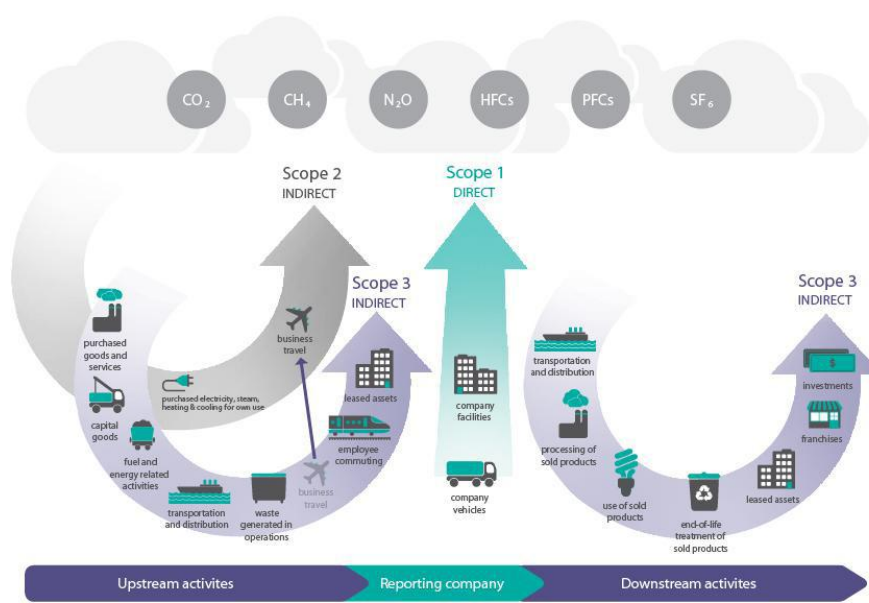 CO₂
CH₄
N₂O
HFCs
PFCs
SF₆
Scope 2
INDIRECT
Scope 1
DIRECT
Scope 3
INDIRECT
Scope 3
INDIRECT
purchased
goods and
services
capital
goods
fuel and
energy related
activities
transportation
and distribution
waste
generated in
operations
business
travel
business
travel
purchased electricity, steam,
heating & cooling for own use
employee
commuting
leased assets
company
facilities
company
vehicles
transportation
and distribution
processing of
sold products
use of sold
products
end-of-life
treatment of
sold products
leased assets
franchises
$
investments
Upstream activites
Reporting company
Downstream activites